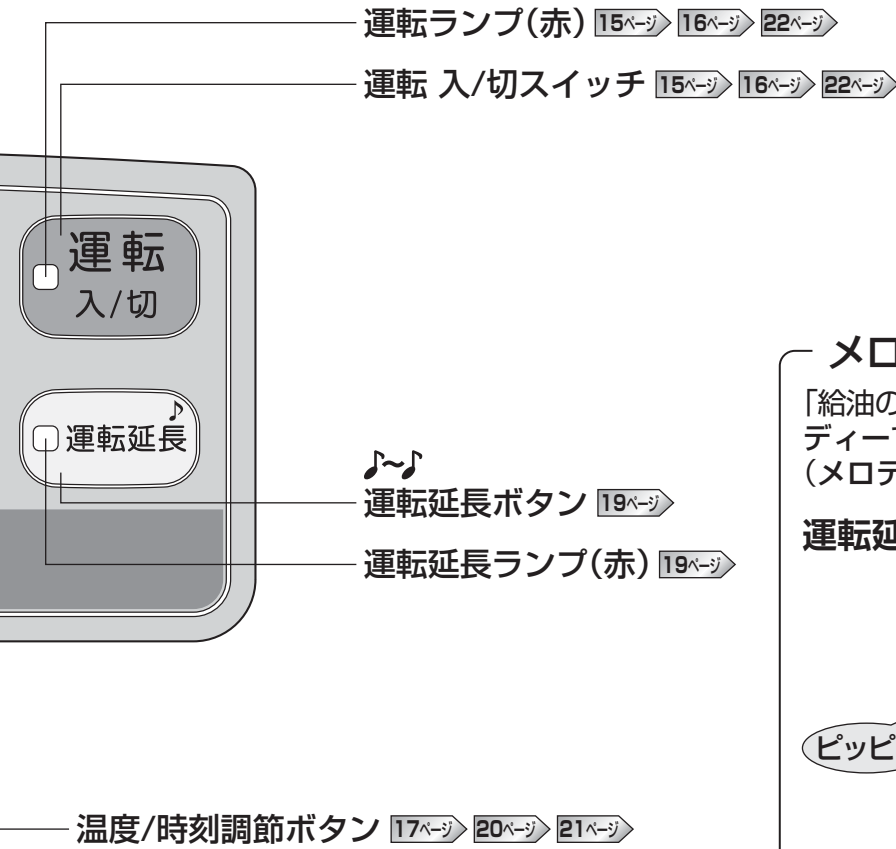 運転ランプ(赤) 15ページ 16ページ 22ページ
運転 入/切スイッチ 15ページ 16ページ 22ページ
運転
入/切
♪
運転延長
♪〜♪
運転延長ボタン 19ページ
運転延長ランプ(赤) 19ページ
温度/時刻調節ボタン 17ページ 20ページ 21ページ
メロ
「給油の
ディー
(メロデ
運転延
ピッピ